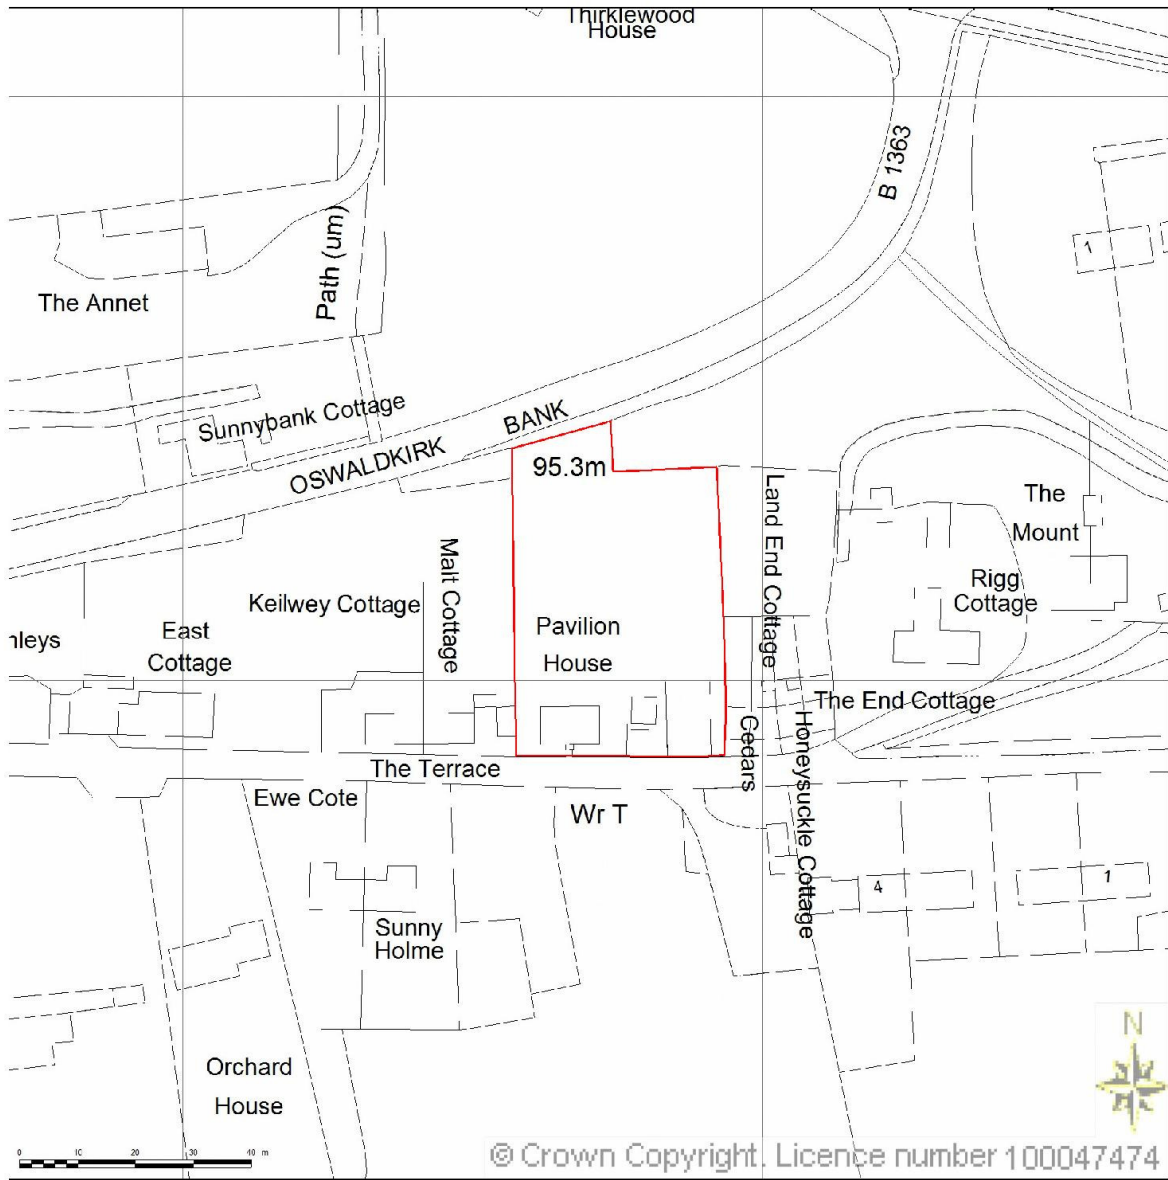 Thirklewood
House
B 1363
1
Path (um)
The Annet
Sunnybank Cottage
OSWALDKIRK BANK
95.3m
Land End Cottage
The
Mount
Malt Cottage
Rigg
Cottage
Keilwey Cottage
nleys
East
Cottage
Pavilion
House
The End Cottage
Cedars
Honeysuckle Cottage
The Terrace
Ewe Cote
Wr T
4
1
Sunny
Holme
Orchard
House
N
0 10 20 30 40 m
© Crown Copyright. Licence number 100047474